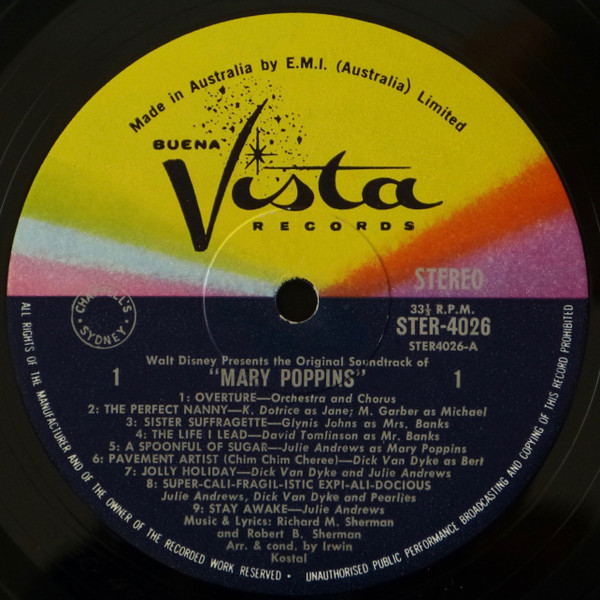 Made in Australia by E.M.I. (Australia) Limited
BUENA
Vista
RECORDS
STEREO
SYDNEY
33⅓ R.P.M.
STER-4026
STER4026-A
Walt Disney Presents the Original Soundtrack of
1 "MARY POPPINS" 1
1: OVERTURE—Orchestra and Chorus
2: THE PERFECT NANNY—K. Dotrice as Jane; M. Garber as Michael
3: SISTER SUFFRAGETTE—Glynis Johns as Mrs. Banks
4: THE LIFE I LEAD—David Tomlinson as Mr. Banks
5: A SPOONFUL OF SUGAR—Julie Andrews as Mary Poppins
6: PAVEMENT ARTIST (Chim Chim Cheree)—Dick Van Dyke as Bert
7: JOLLY HOLIDAY—Dick Van Dyke and Julie Andrews
8: SUPER-CALI-FRAGIL-ISTIC EXPI-ALI-DOCIOUS
Julie Andrews, Dick Van Dyke and Pearlies
9: STAY AWAKE—Julie Andrews
Music & Lyrics: Richard M. Sherman
and Robert B. Sherman
Arr. & cond. by Irwin
Kostal
ALL RIGHTS OF THE MANUFACTURER AND OF THE OWNER OF THE RECORDED WORK RESERVED • UNAUTHORISED PUBLIC PERFORMANCE BROADCASTING AND COPYING OF THIS RECORD PROHIBITED